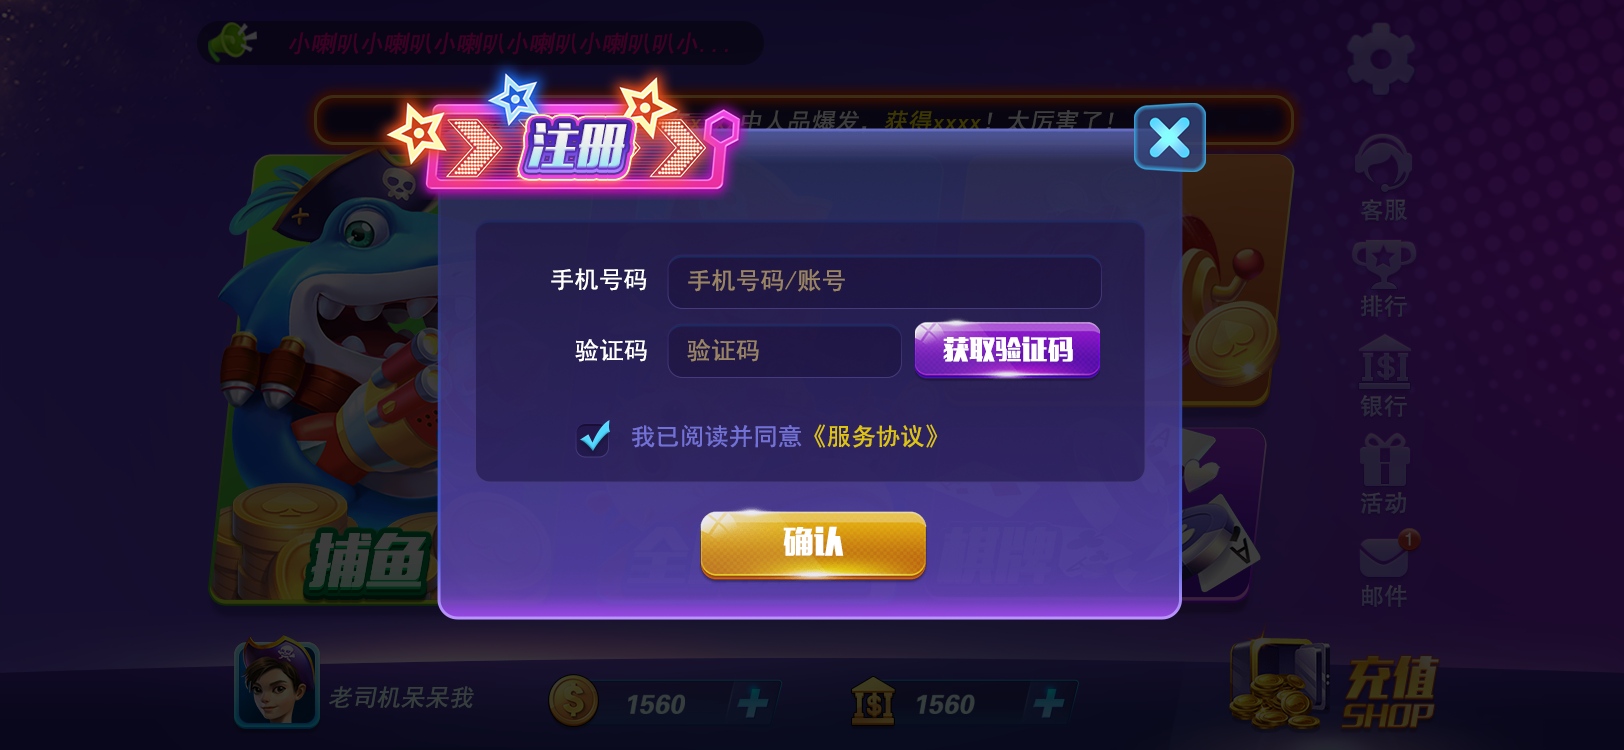 小喇叭小喇叭小喇叭小喇叭小喇叭叭小...
中人品爆发，获得xxxx！太厉害了！
注册
手机号码
手机号码/账号
验证码
验证码
获取验证码
我已阅读并同意《服务协议》
确认
捕鱼
全
棋牌
客服
排行
银行
活动
1
邮件
老司机呆呆我
1560
1560
充值
SHOP